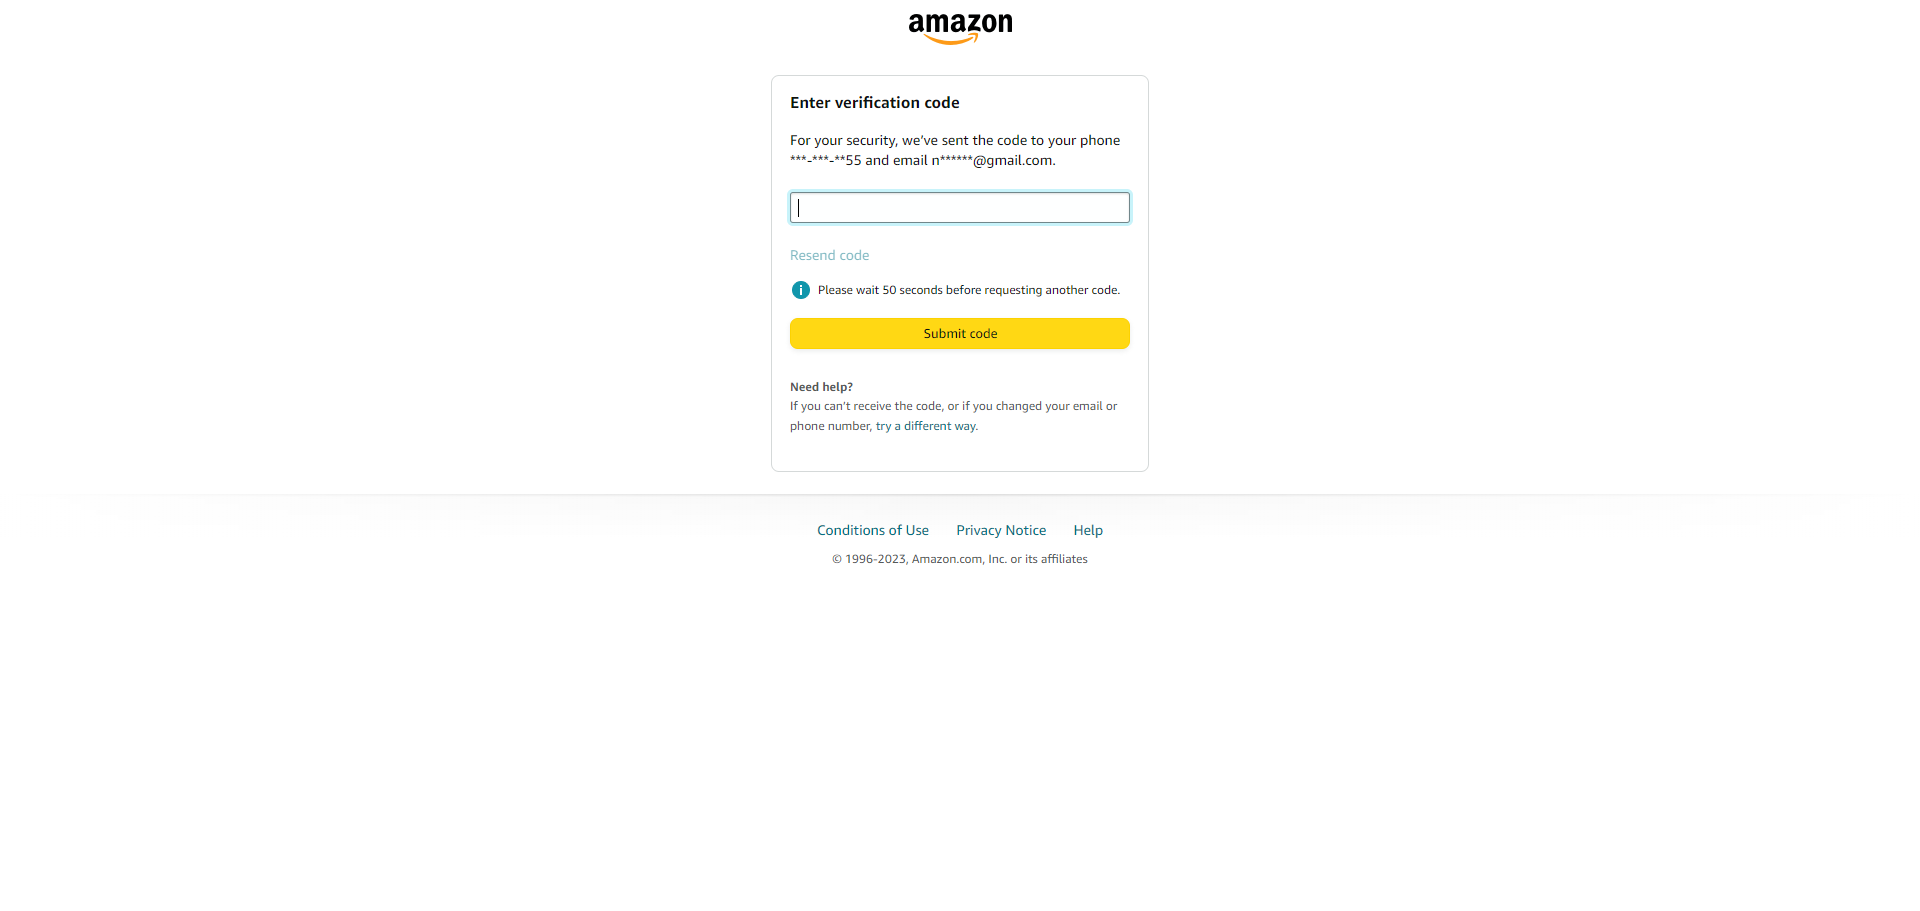 amazon
Enter verification code
For your security, we've sent the code to your phone
***-***-**55 and email n******@gmail.com.
Resend code
i Please wait 50 seconds before requesting another code.
Submit code
Need help?
If you can't receive the code, or if you changed your email or
phone number, try a different way.
Conditions of Use Privacy Notice Help
© 1996-2023, Amazon.com, Inc. or its affiliates